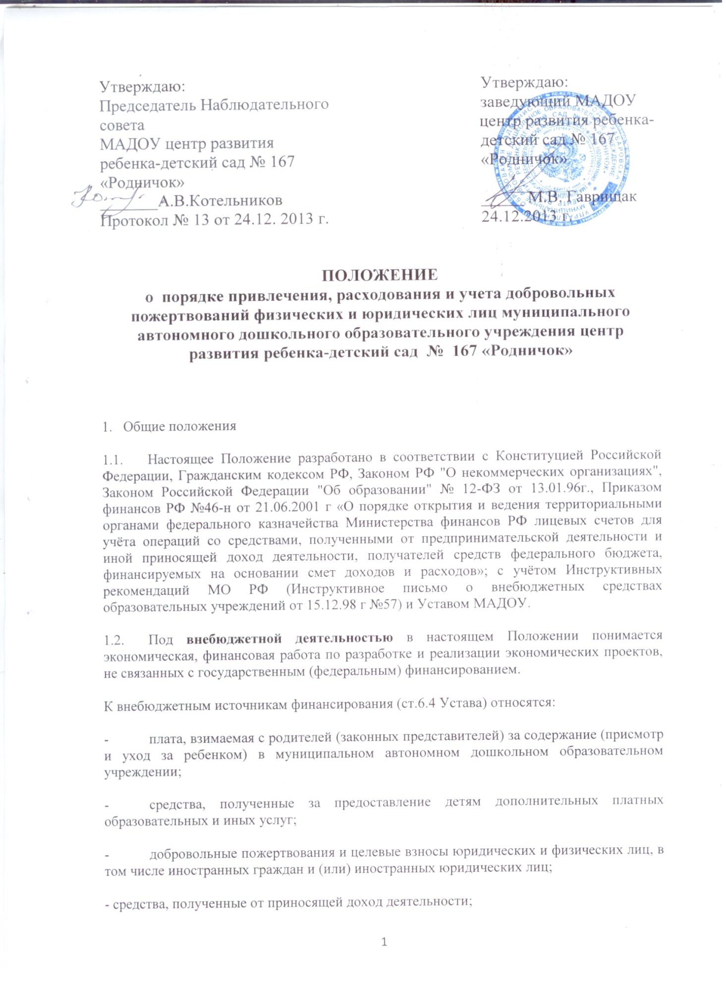 Утверждаю:
Председатель Наблюдательного
совета
МАДОУ центр развития
ребенка-детский сад № 167
«Родничок»
А.В.Котельников
Протокол № 13 от 24.12. 2013 г.
Утверждаю:
заведующий МАДОУ
центр развития ребенка-
детский сад № 167
«Родничок»
М.В. Гаврищак
24.12.2013 г.
ПОЛОЖЕНИЕ
о порядке привлечения, расходования и учета добровольных
пожертвований физических и юридических лиц муниципального
автономного дошкольного образовательного учреждения центр
развития ребенка-детский сад № 167 «Родничок»
1. Общие положения
1.1. Настоящее Положение разработано в соответствии с Конституцией Российской
Федерации, Гражданским кодексом РФ, Законом РФ "О некоммерческих организациях",
Законом Российской Федерации "Об образовании" № 12-ФЗ от 13.01.96г., Приказом
финансов РФ №46-н от 21.06.2001 г «О порядке открытия и ведения территориальными
органами федерального казначейства Министерства финансов РФ лицевых счетов для
учёта операций со средствами, полученными от предпринимательской деятельности и
иной приносящей доход деятельности, получателей средств федерального бюджета,
финансируемых на основании смет доходов и расходов»; с учётом Инструктивных
рекомендаций МО РФ (Инструктивное письмо о внебюджетных средствах
образовательных учреждений от 15.12.98 г №57) и Уставом МАДОУ.
1.2. Под внебюджетной деятельностью в настоящем Положении понимается
экономическая, финансовая работа по разработке и реализации экономических проектов,
не связанных с государственным (федеральным) финансированием.
К внебюджетным источникам финансирования (ст.6.4 Устава) относятся:
- плата, взимаемая с родителей (законных представителей) за содержание (присмотр
и уход за ребенком) в муниципальном автономном дошкольном образовательном
учреждении;
- средства, полученные за предоставление детям дополнительных платных
образовательных и иных услуг;
- добровольные пожертвования и целевые взносы юридических и физических лиц, в
том числе иностранных граждан и (или) иностранных юридических лиц;
- средства, полученные от приносящей доход деятельности;
1